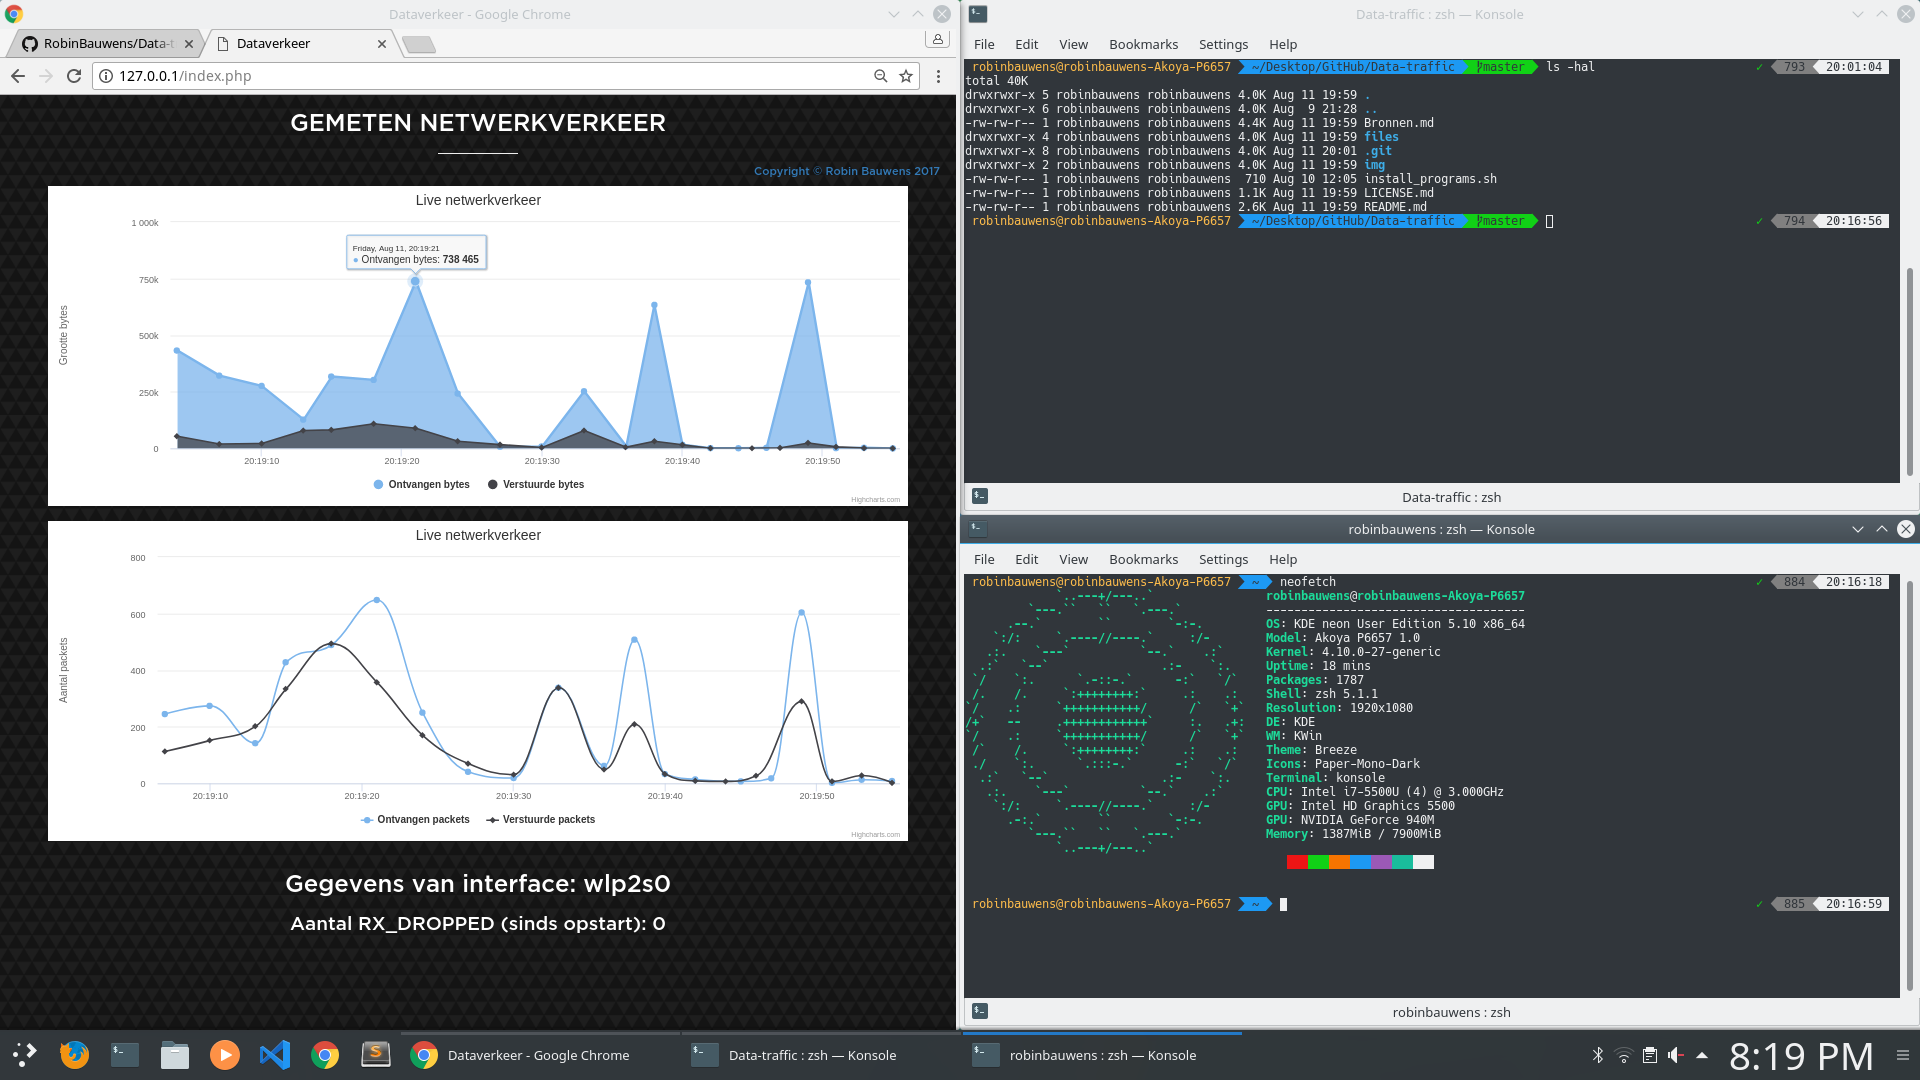 Dataverkeer - Google Chrome
RobinBauwens/Data-t
Dataverkeer
127.0.0.1/index.php
GEMETEN NETWERKVERKEER
Copyright © Robin Bauwens 2017
Live netwerkverkeer
1 000k
750k
500k
250k
0
Grootte bytes
Friday, Aug 11, 20:19:21
● Ontvangen bytes: 738 465
20:19:10 20:19:20 20:19:30 20:19:40 20:19:50
Ontvangen bytes Verstuurde bytes
Highcharts.com
Live netwerkverkeer
800
600
400
200
0
Aantal packets
20:19:10 20:19:20 20:19:30 20:19:40 20:19:50
Ontvangen packets Verstuurde packets
Highcharts.com
Gegevens van interface: wlp2s0
Aantal RX_DROPPED (sinds opstart): 0
Data-traffic : zsh — Konsole
File Edit View Bookmarks Settings Help
robinbauwens@robinbauwens-Akoya-P6657 ~/Desktop/GitHub/Data-traffic master ls -hal ✓ 793 20:01:04
total 40K
drwxrwxr-x 5 robinbauwens robinbauwens 4.0K Aug 11 19:59 .
drwxrwxr-x 6 robinbauwens robinbauwens 4.0K Aug  9 21:28 ..
-rw-rw-r-- 1 robinbauwens robinbauwens 4.4K Aug 11 19:59 Bronnen.md
drwxrwxr-x 4 robinbauwens robinbauwens 4.0K Aug 11 19:59 files
drwxrwxr-x 8 robinbauwens robinbauwens 4.0K Aug 11 20:01 .git
drwxrwxr-x 2 robinbauwens robinbauwens 4.0K Aug 11 19:59 img
-rw-rw-r-- 1 robinbauwens robinbauwens  710 Aug 10 12:05 install_programs.sh
-rw-rw-r-- 1 robinbauwens robinbauwens 1.1K Aug 11 19:59 LICENSE.md
-rw-rw-r-- 1 robinbauwens robinbauwens 2.6K Aug 11 19:59 README.md
robinbauwens@robinbauwens-Akoya-P6657 ~/Desktop/GitHub/Data-traffic master ✓ 794 20:16:56
Data-traffic : zsh
robinbauwens : zsh — Konsole
File Edit View Bookmarks Settings Help
robinbauwens@robinbauwens-Akoya-P6657 ~ neofetch ✓ 884 20:16:18
robinbauwens@robinbauwens-Akoya-P6657
-------------------------------------
OS: KDE neon User Edition 5.10 x86_64
Model: Akoya P6657 1.0
Kernel: 4.10.0-27-generic
Uptime: 18 mins
Packages: 1787
Shell: zsh 5.1.1
Resolution: 1920x1080
DE: KDE
WM: KWin
Theme: Breeze
Icons: Paper-Mono-Dark
Terminal: konsole
CPU: Intel i7-5500U (4) @ 3.000GHz
GPU: Intel HD Graphics 5500
GPU: NVIDIA GeForce 940M
Memory: 1387MiB / 7900MiB
robinbauwens@robinbauwens-Akoya-P6657 ~ ✓ 885 20:16:59
robinbauwens : zsh
Dataverkeer - Google Chrome
Data-traffic : zsh — Konsole
robinbauwens : zsh — Konsole
8:19 PM